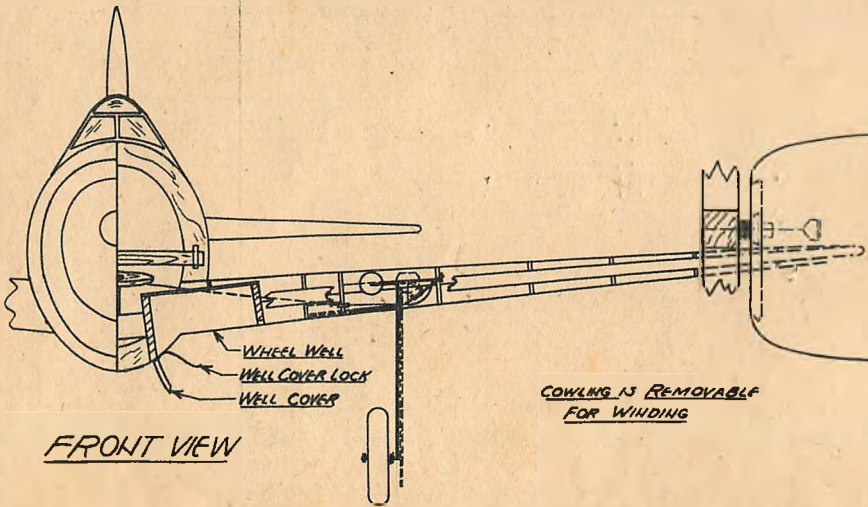 WHEEL WELL
WELL COVER LOCK
WELL COVER
FRONT VIEW
COWLING IS REMOVABLE
FOR WINDING